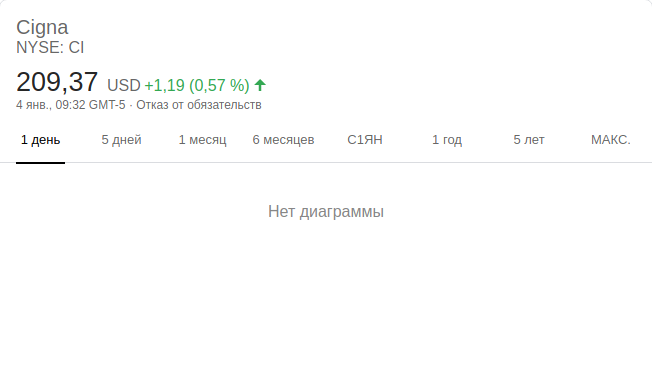 Cigna
NYSE: CI
209,37 USD +1,19 (0,57 %)
4 янв., 09:32 GMT-5 · Отказ от обязательств
1 день 5 дней 1 месяц 6 месяцев С1ЯН 1 год 5 лет МАКС.
Нет диаграммы